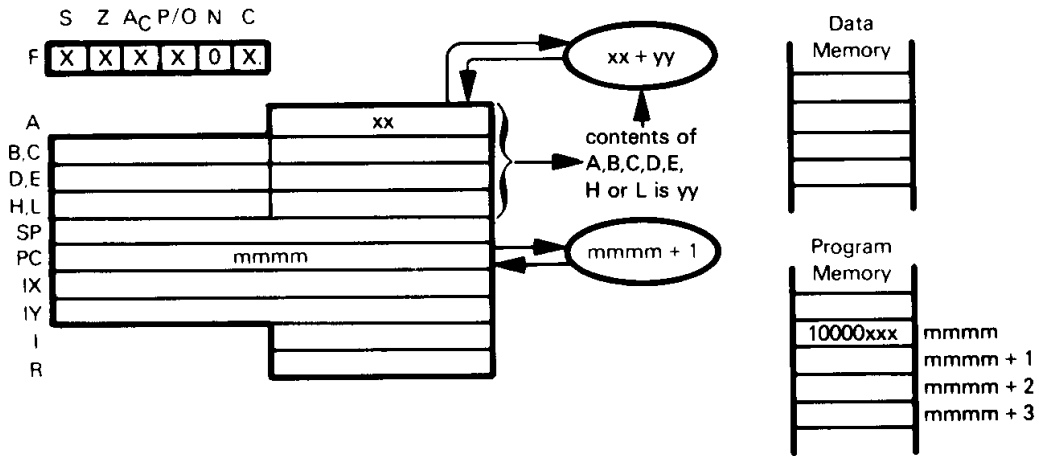 S Z AC P/O N C
F X X X X 0 X.
A xx
B,C
D,E
H,L
SP
PC mmmm
IX
IY
I
R
xx + yy
contents of
A,B,C,D,E,
H or L is yy
mmmm + 1
Data
Memory
Program
Memory
10000xxx mmmm
mmmm + 1
mmmm + 2
mmmm + 3